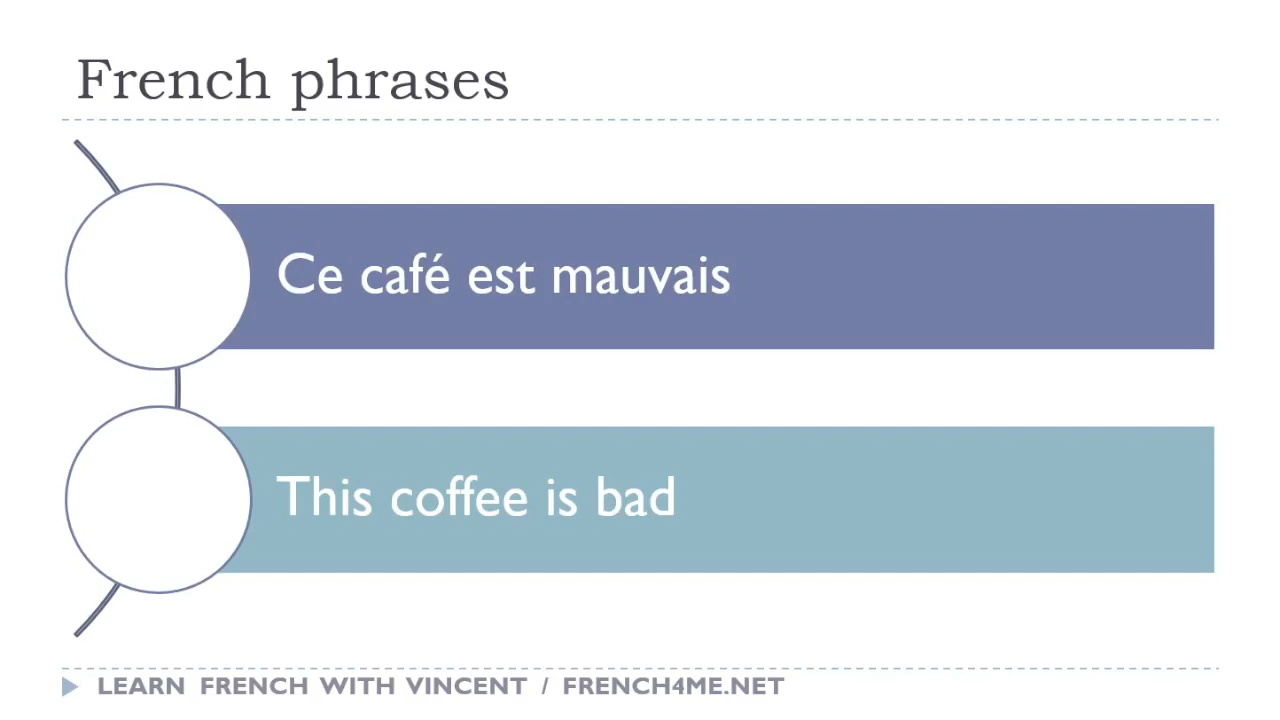 French phrases
Ce café est mauvais
This coffee is bad
LEARN FRENCH WITH VINCENT / FRENCH4ME.NET